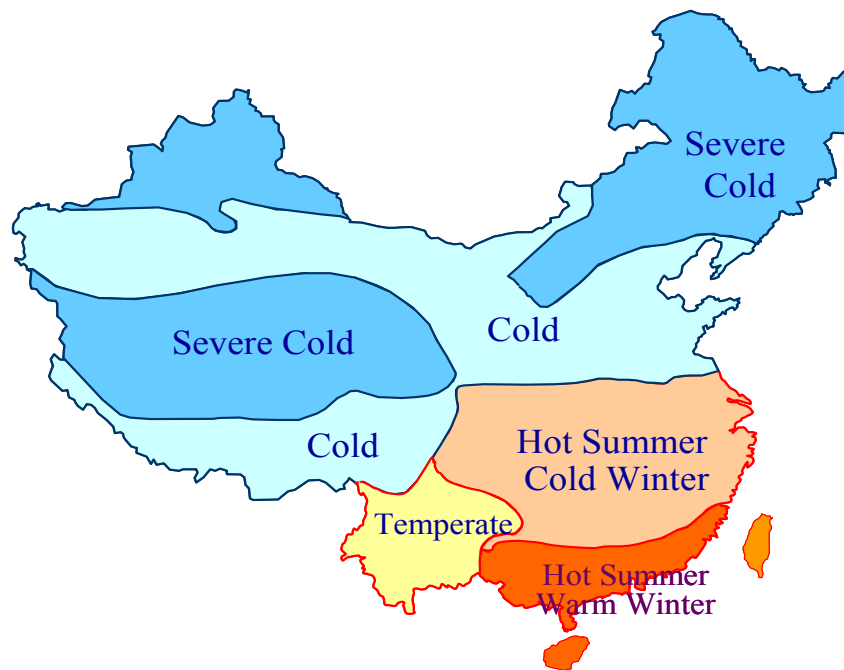 Severe
Cold
Severe Cold
Cold
Cold
Hot Summer
Cold Winter
Temperate
Hot Summer
Warm Winter